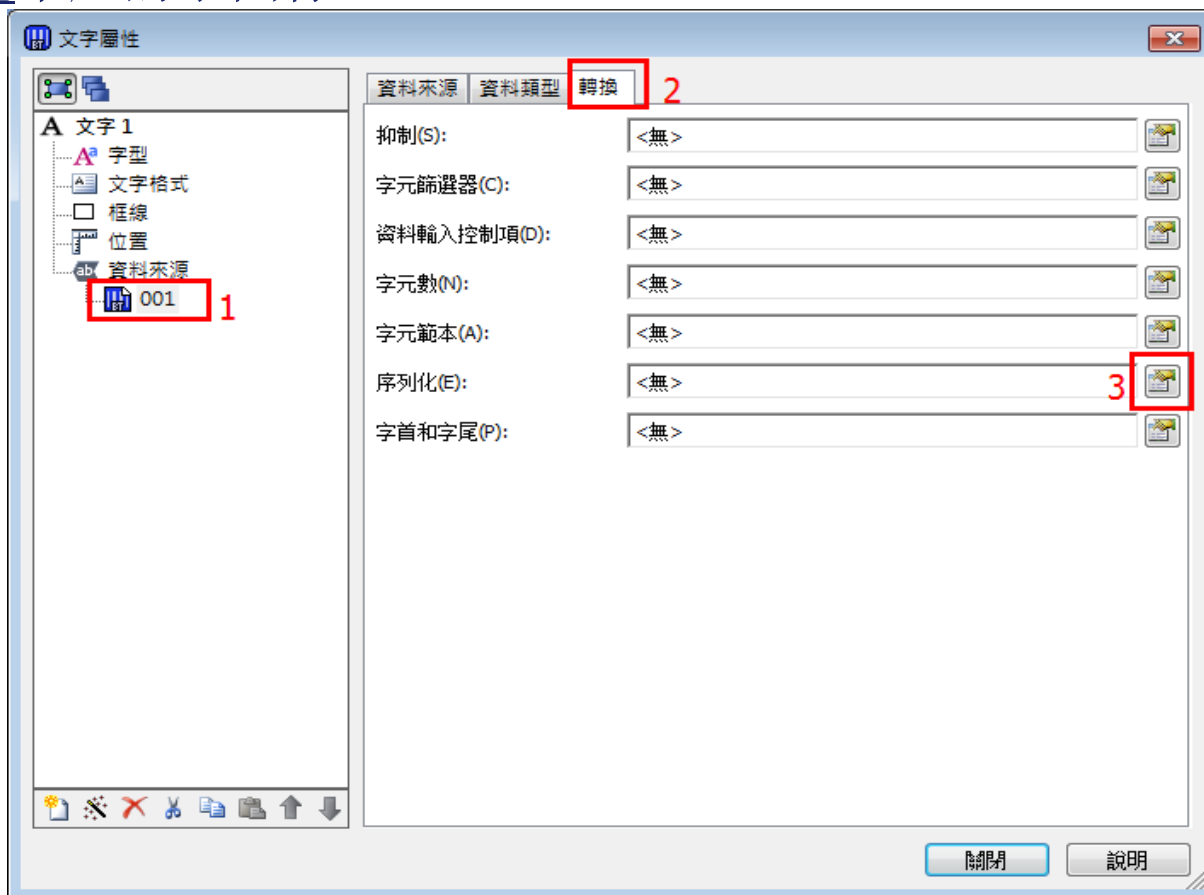 文字屬性
資料來源 資料類型 轉換 2
A 文字 1
字型
文字格式
框線
位置
資料來源
001 1
抑制(S): <無>
字元篩選器(C): <無>
資料輸入控制項(D): <無>
字元數(N): <無>
字元範本(A): <無>
序列化(E): <無> 3
字首和字尾(P): <無>
關閉 說明